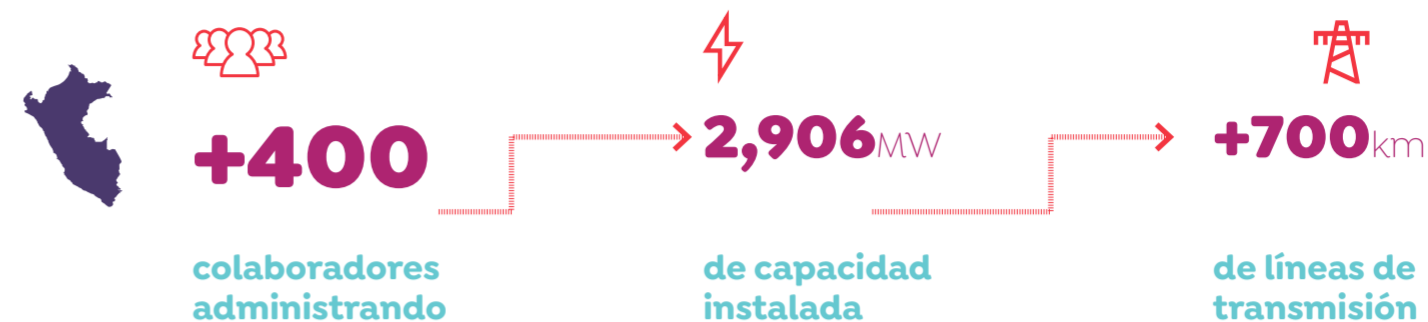 +400
colaboradores
administrando
2,906MW
de capacidad
instalada
+700km
de líneas de
transmisión